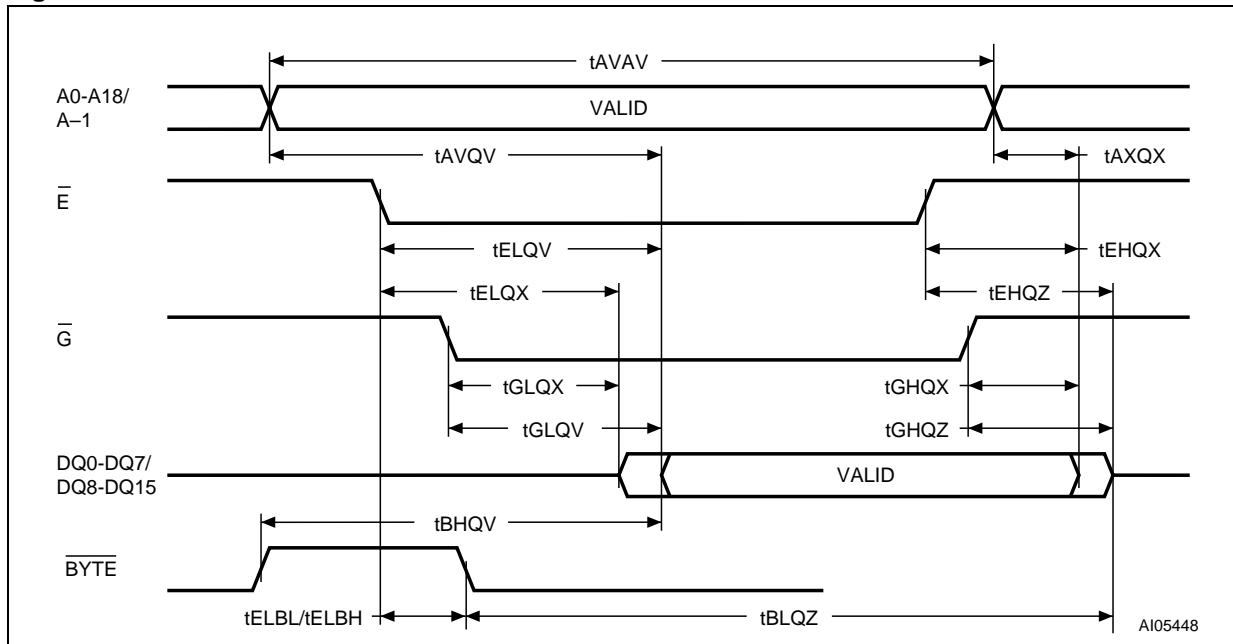 tAVAV
A0-A18/
A–1
VALID
tAVQV
tAXQX
E
tELQV
tEHQX
tELQX
tEHQZ
G
tGLQX
tGHQX
tGLQV
tGHQZ
DQ0-DQ7/
DQ8-DQ15
VALID
tBHQV
BYTE
tELBL/tELBH
tBLQZ
AI05448